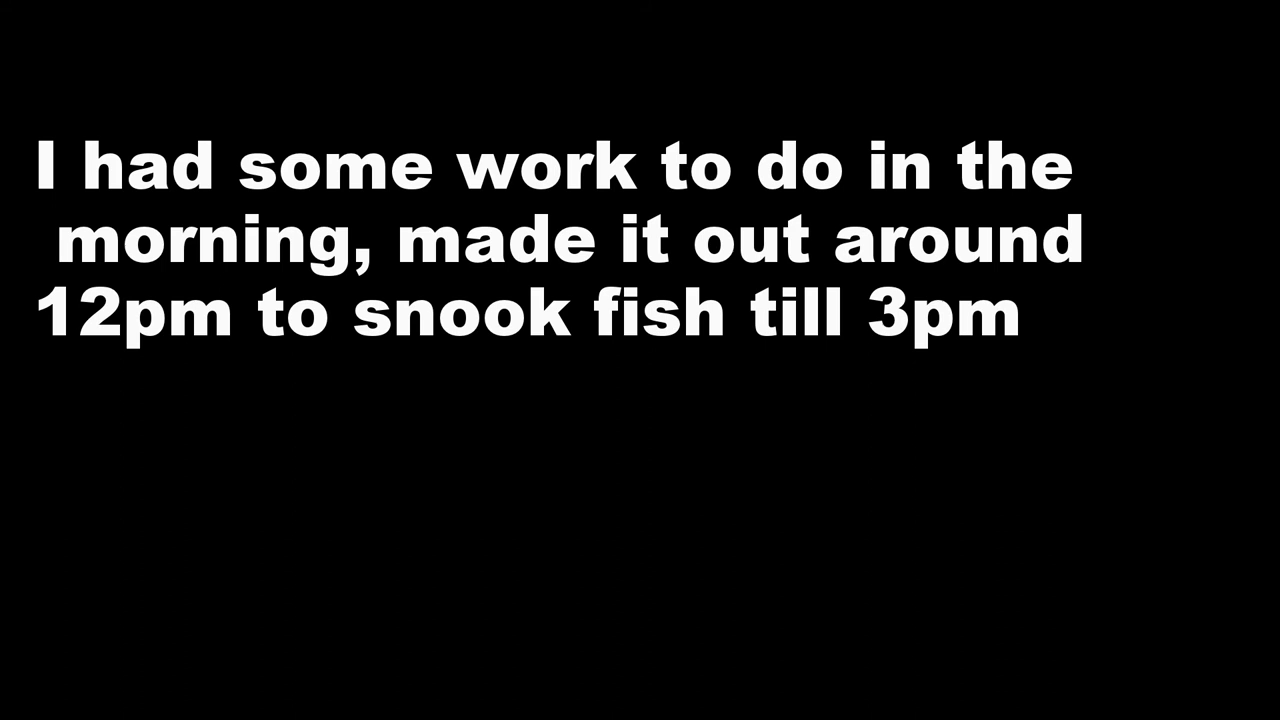 I had some work to do in the
morning, made it out around
12pm to snook fish till 3pm